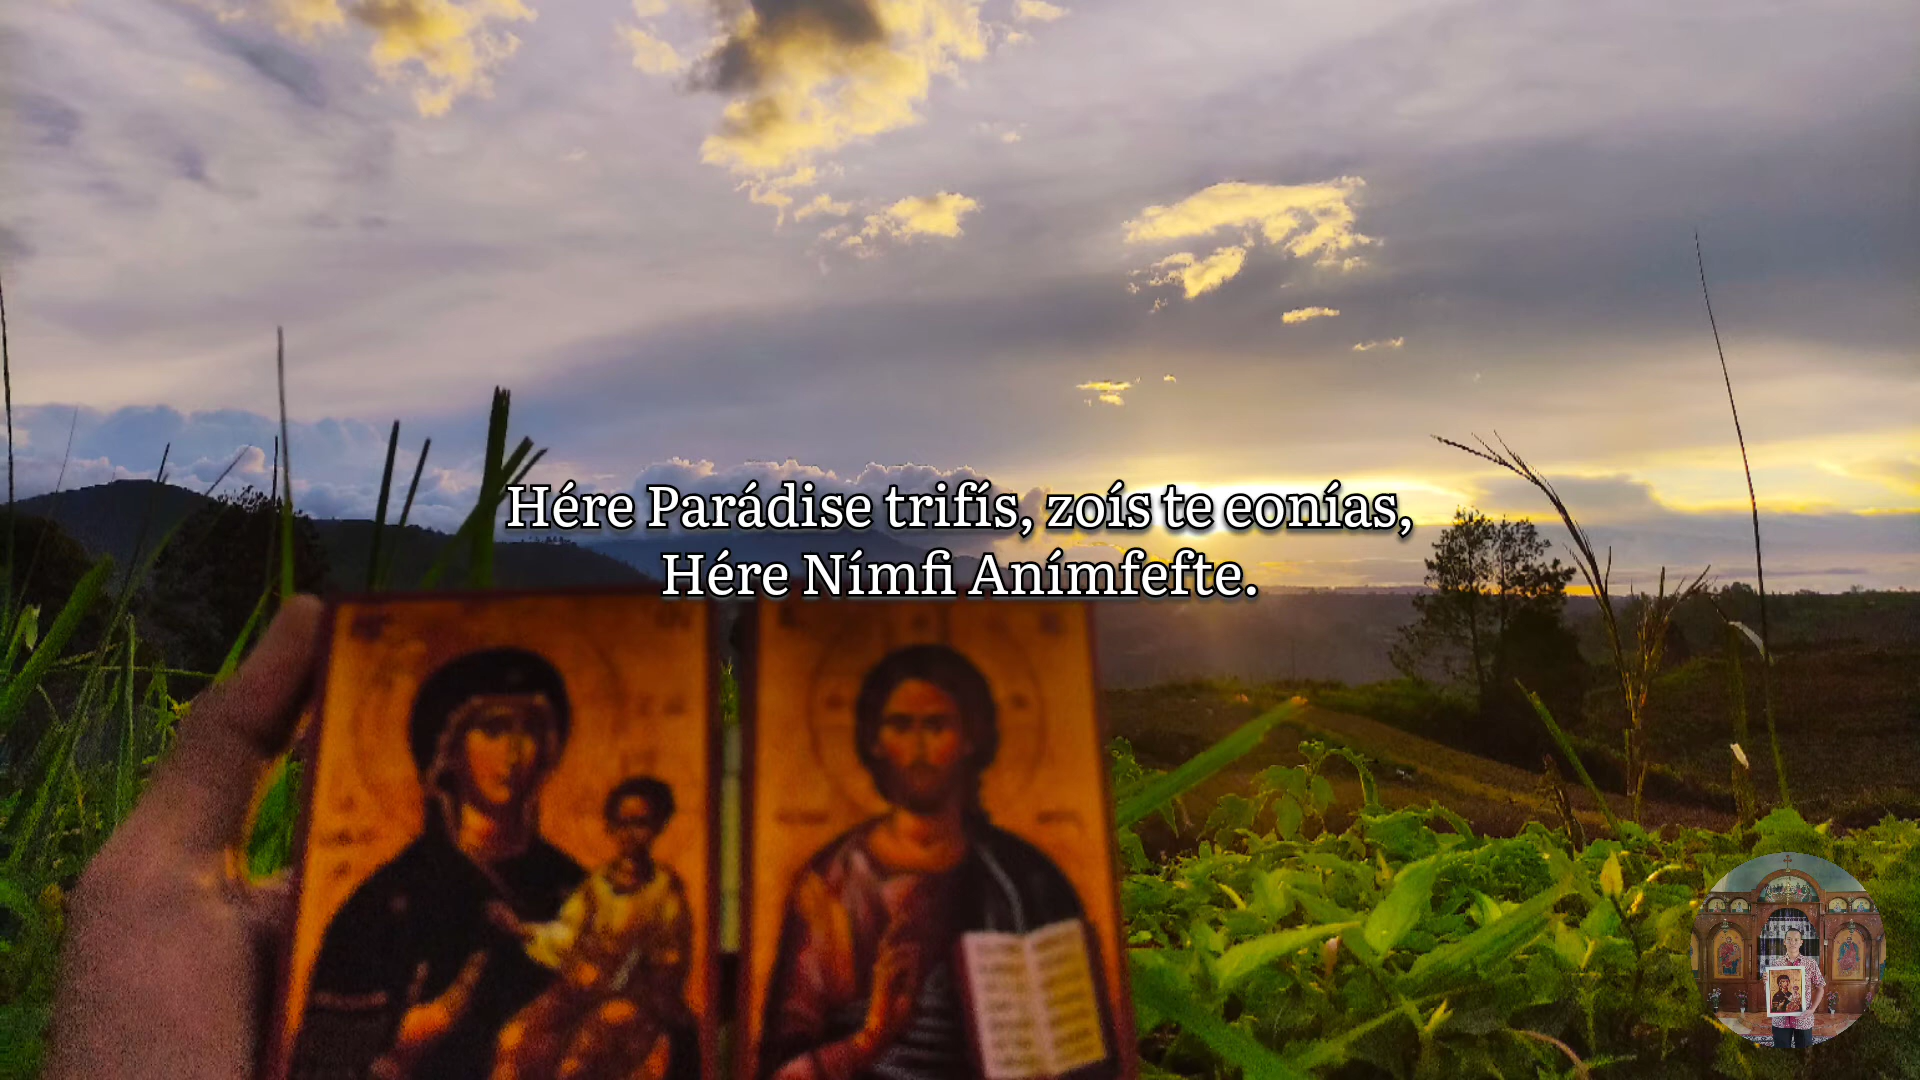 Hére Parádise trifís, zoís te eonías,
Hére Nímfi Anímfefte.